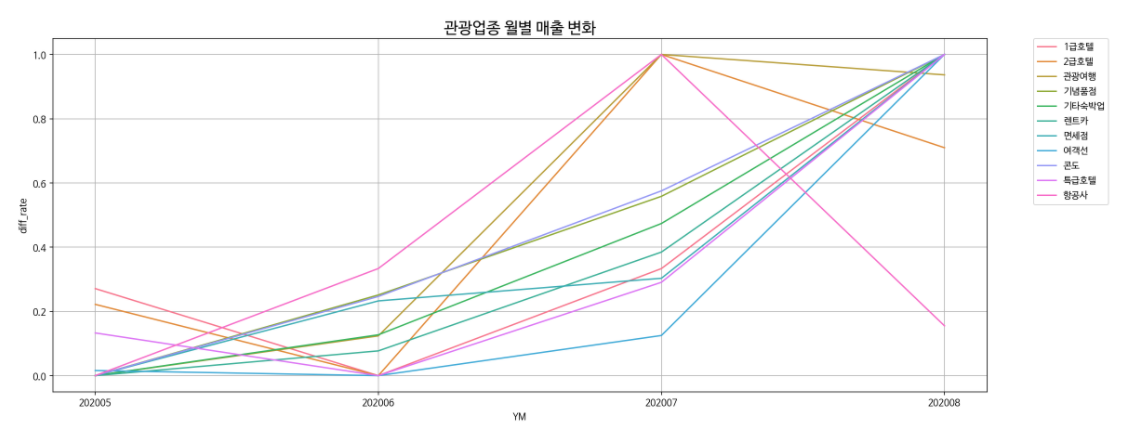 관광업종 월별 매출 변화
1.0
0.8
0.6
0.4
0.2
0.0
diff_rate
202005
202006
202007
202008
YM
1급호텔
2급호텔
관광여행
기념품점
기타숙박업
렌트카
면세점
여객선
콘도
특급호텔
항공사